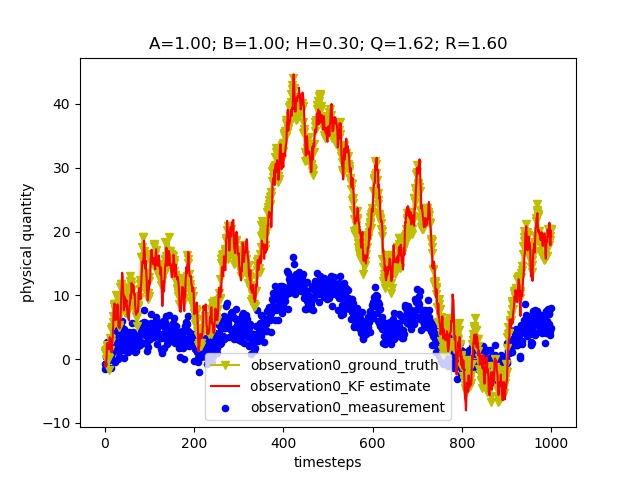 A=1.00; B=1.00; H=0.30; Q=1.62; R=1.60
physical quantity
40
30
20
10
0
−10
observation0_ground_truth
observation0_KF estimate
observation0_measurement
0 200 400 600 800 1000
timesteps